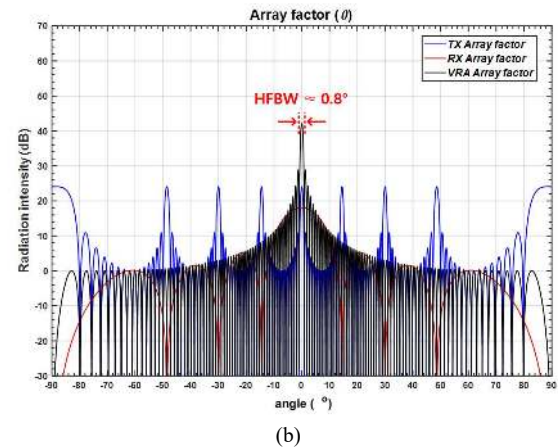 Array factor (θ)
70
60
50
40
30
20
10
0
-10
-20
-30
Radiation intensity (dB)
TX Array factor
RX Array factor
VRA Array factor
HFBW ≈ 0.8°
-90 -80 -70 -60 -50 -40 -30 -20 -10 0 10 20 30 40 50 60 70 80 90
angle ( °)
(b)